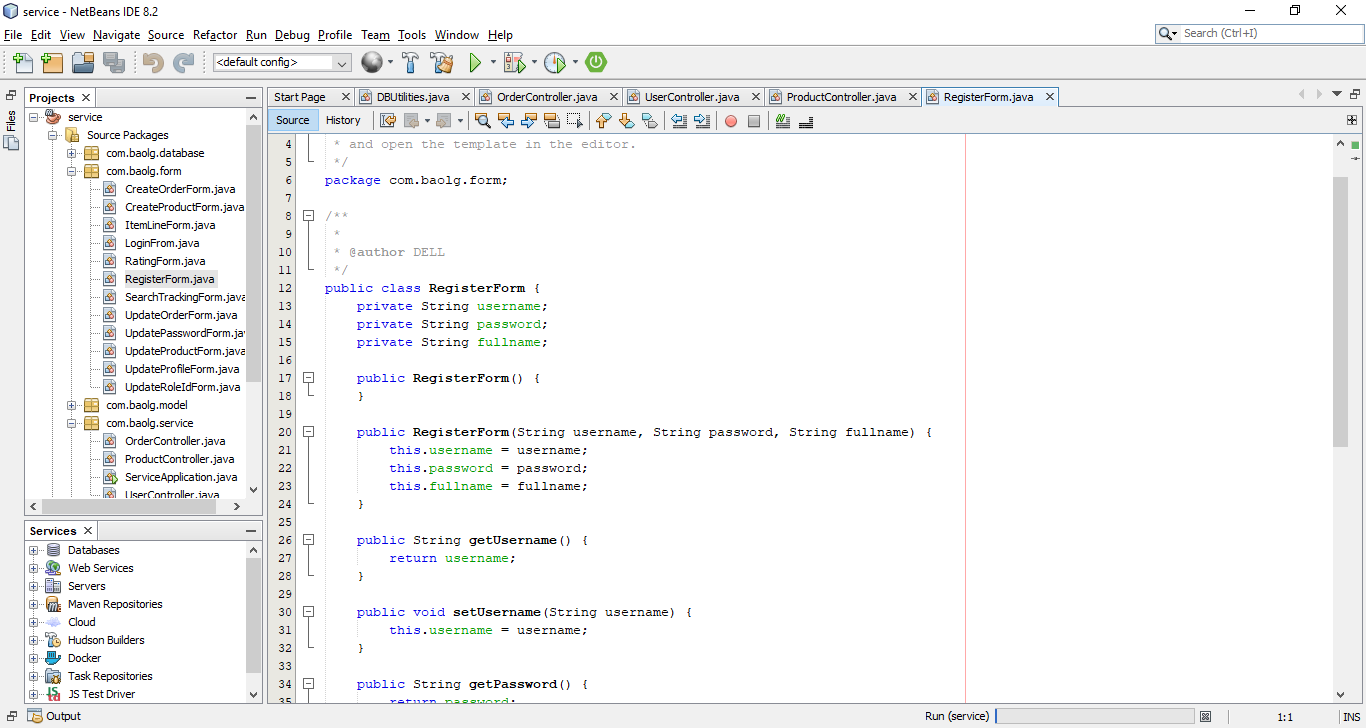 service - NetBeans IDE 8.2
File Edit View Navigate Source Refactor Run Debug Profile Team Tools Window Help
Search (Ctrl+I)
<default config>
Files
Projects
service
Source Packages
com.baolg.database
com.baolg.form
CreateOrderForm.java
CreateProductForm.java
ItemLineForm.java
LoginFrom.java
RatingForm.java
RegisterForm.java
SearchTrackingForm.java
UpdateOrderForm.java
UpdatePasswordForm.jav
UpdateProductForm.java
UpdateProfileForm.java
UpdateRoleIdForm.java
com.baolg.model
com.baolg.service
OrderController.java
ProductController.java
ServiceApplication.java
UserController.java
Services
Databases
Web Services
Servers
Maven Repositories
Cloud
Hudson Builders
Docker
Task Repositories
JS Test Driver
Start Page DBUtilities.java OrderController.java UserController.java ProductController.java RegisterForm.java
Source History
4 * and open the template in the editor.
5 */
6 package com.baolg.form;
7
8 /**
9 *
10 * @author DELL
11 */
12 public class RegisterForm {
13 private String username;
14 private String password;
15 private String fullname;
16
17 public RegisterForm() {
18 }
19
20 public RegisterForm(String username, String password, String fullname) {
21 this.username = username;
22 this.password = password;
23 this.fullname = fullname;
24 }
25
26 public String getUsername() {
27 return username;
28 }
29
30 public void setUsername(String username) {
31 this.username = username;
32 }
33
34 public String getPassword() {
35 return password;
Output
Run (service)
1:1
INS